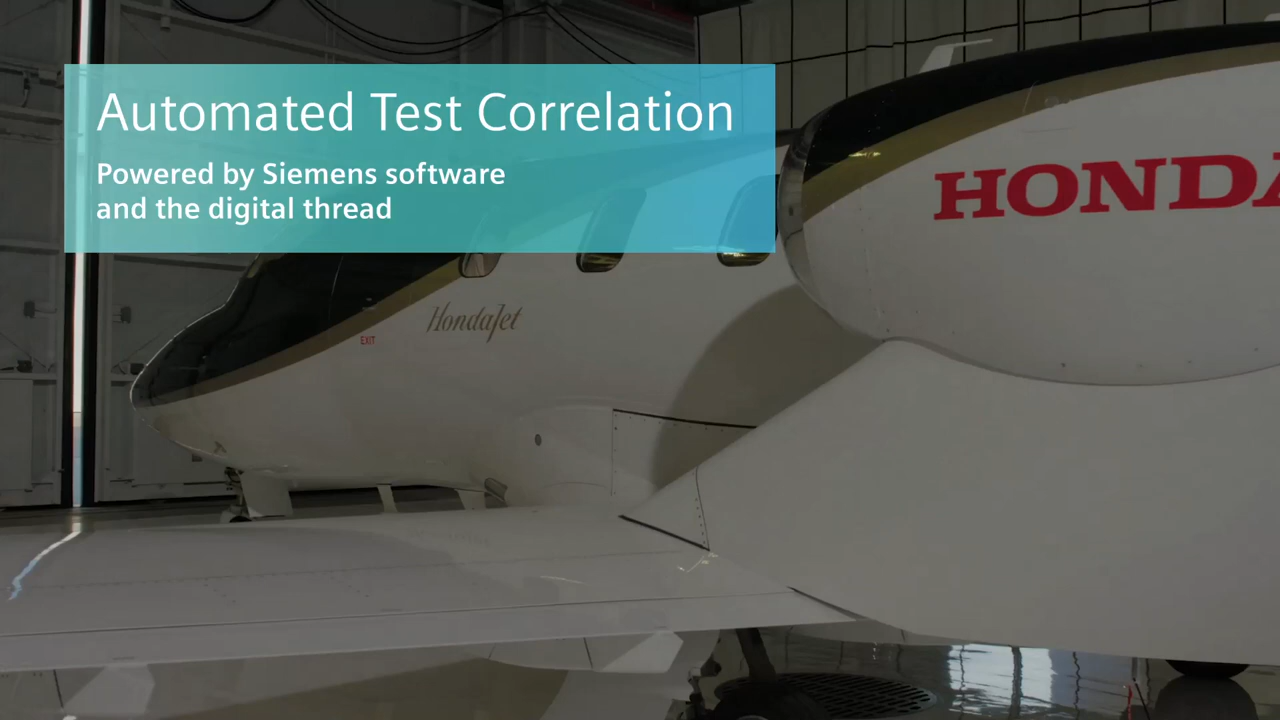 Automated Test Correlation
Powered by Siemens software
and the digital thread
HONDA
HondaJet
EXIT